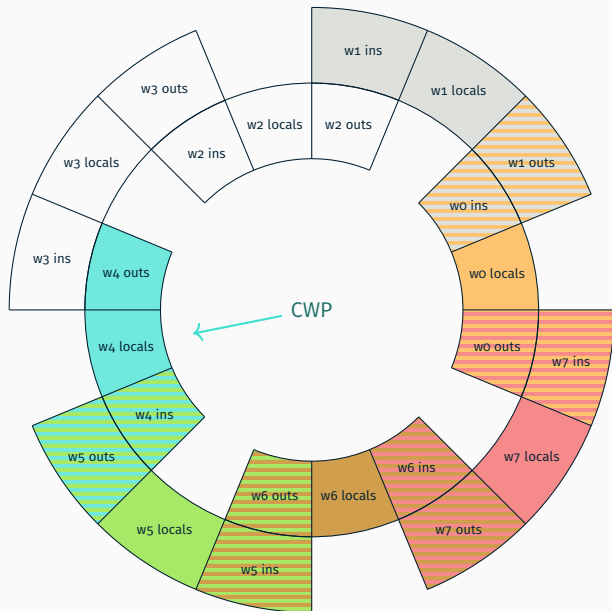 w1 ins
w3 outs
w1 locals
w2 locals
w2 outs
w2 ins
w3 locals
w1 outs
w0 ins
w3 ins
w4 outs
w0 locals
CWP
w4 locals
w0 outs
w7 ins
w4 ins
w5 outs
w7 locals
w6 ins
w6 outs
w6 locals
w5 locals
w7 outs
w5 ins